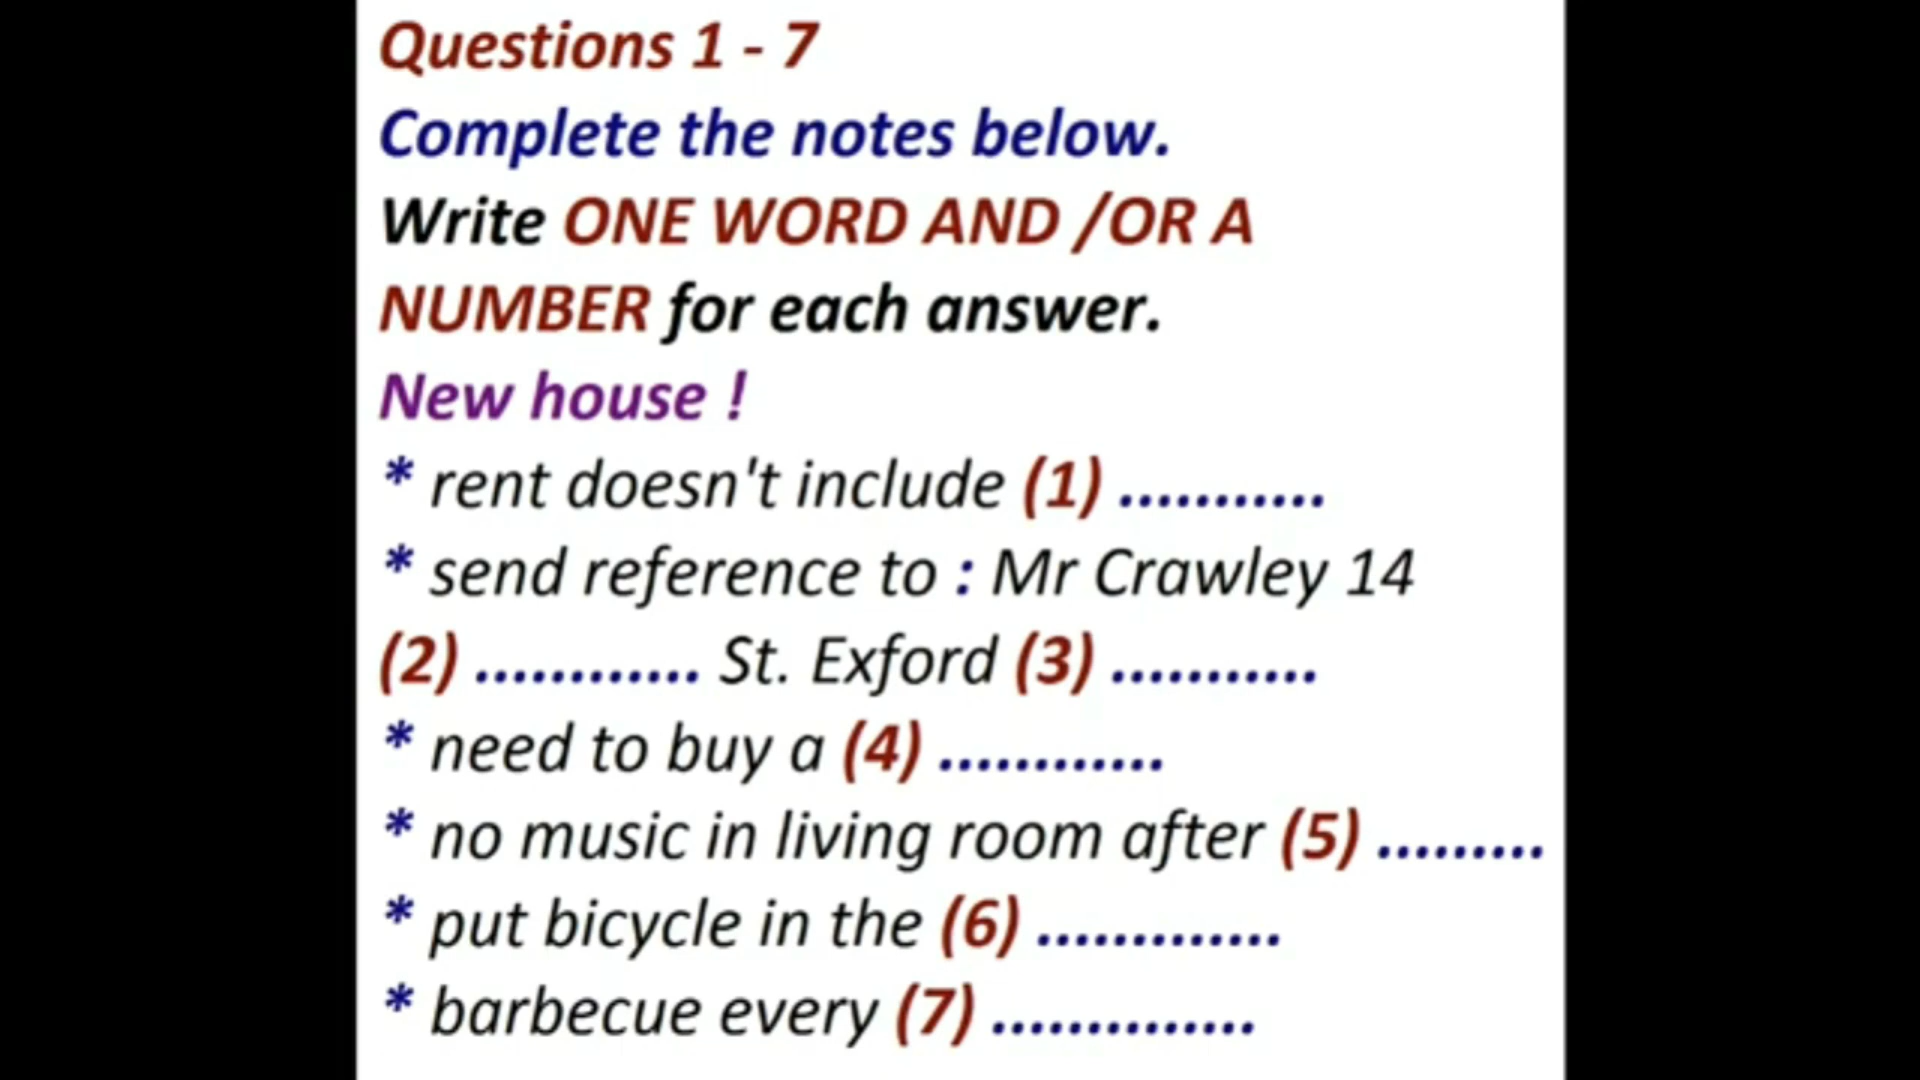 Questions 1 - 7
Complete the notes below.
Write ONE WORD AND /OR A
NUMBER for each answer.
New house !
* rent doesn't include (1) ...........
* send reference to : Mr Crawley 14
(2) ............ St. Exford (3) ...........
* need to buy a (4) ............
* no music in living room after (5) .........
* put bicycle in the (6) .............
* barbecue every (7) ..............